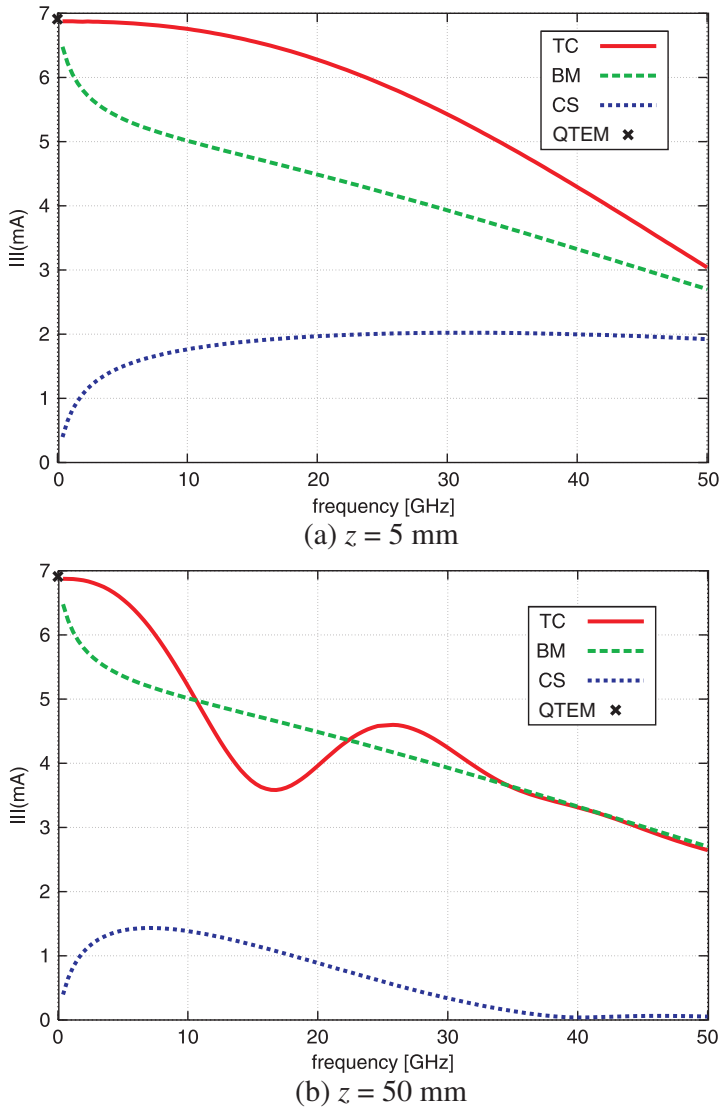 7
6
5
4
3
2
1
0
|I|(mA)
TC
BM
CS
QTEM
0 10 20 30 40 50
frequency [GHz]
(a) z = 5 mm
7
6
5
4
3
2
1
0
|I|(mA)
TC
BM
CS
QTEM
0 10 20 30 40 50
frequency [GHz]
(b) z = 50 mm